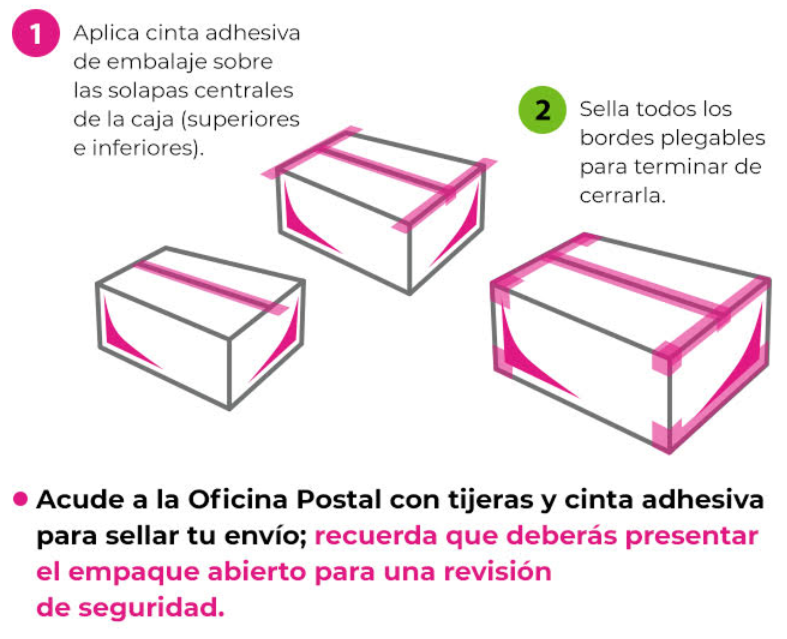 1
Aplica cinta adhesiva
de embalaje sobre
las solapas centrales
de la caja (superiores
e inferiores).
2
Sella todos los
bordes plegables
para terminar de
cerrarla.
Acude a la Oficina Postal con tijeras y cinta adhesiva
para sellar tu envío; recuerda que deberás presentar
el empaque abierto para una revisión
de seguridad.